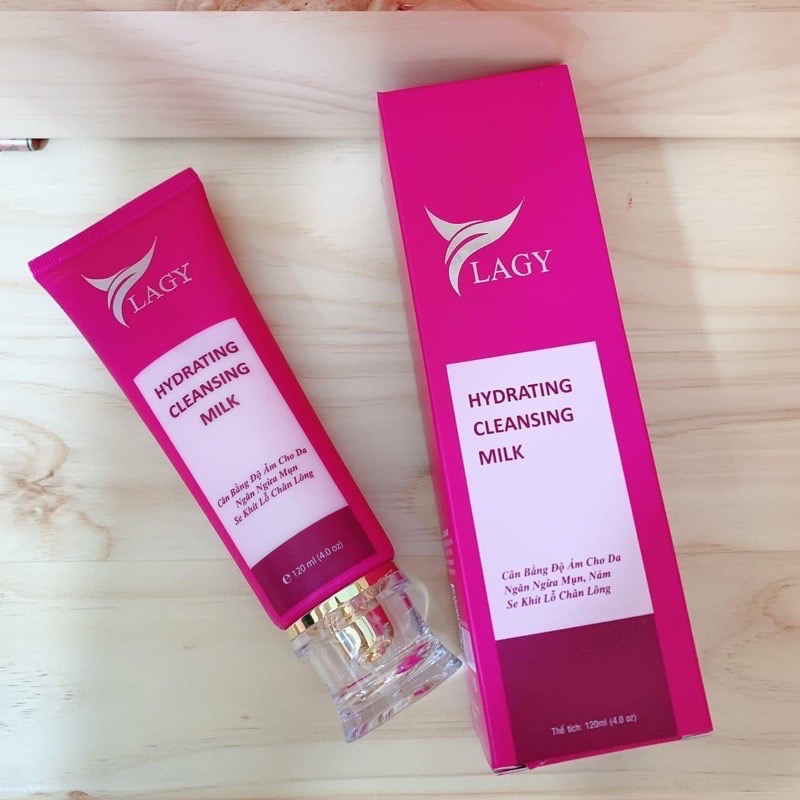 LAGY
HYDRATING
CLEANSING
MILK
Cân Bằng Độ Ẩm Cho Da
Ngăn Ngừa Mụn
Se Khít Lỗ Chân Lông
℮ 120 ml (4.0 oz)
LAGY
HYDRATING
CLEANSING
MILK
Cân Bằng Độ Ẩm Cho Da
Ngăn Ngừa Mụn, Nám
Se Khít Lỗ Chân Lông
Thể tích: 120ml (4.0 oz)